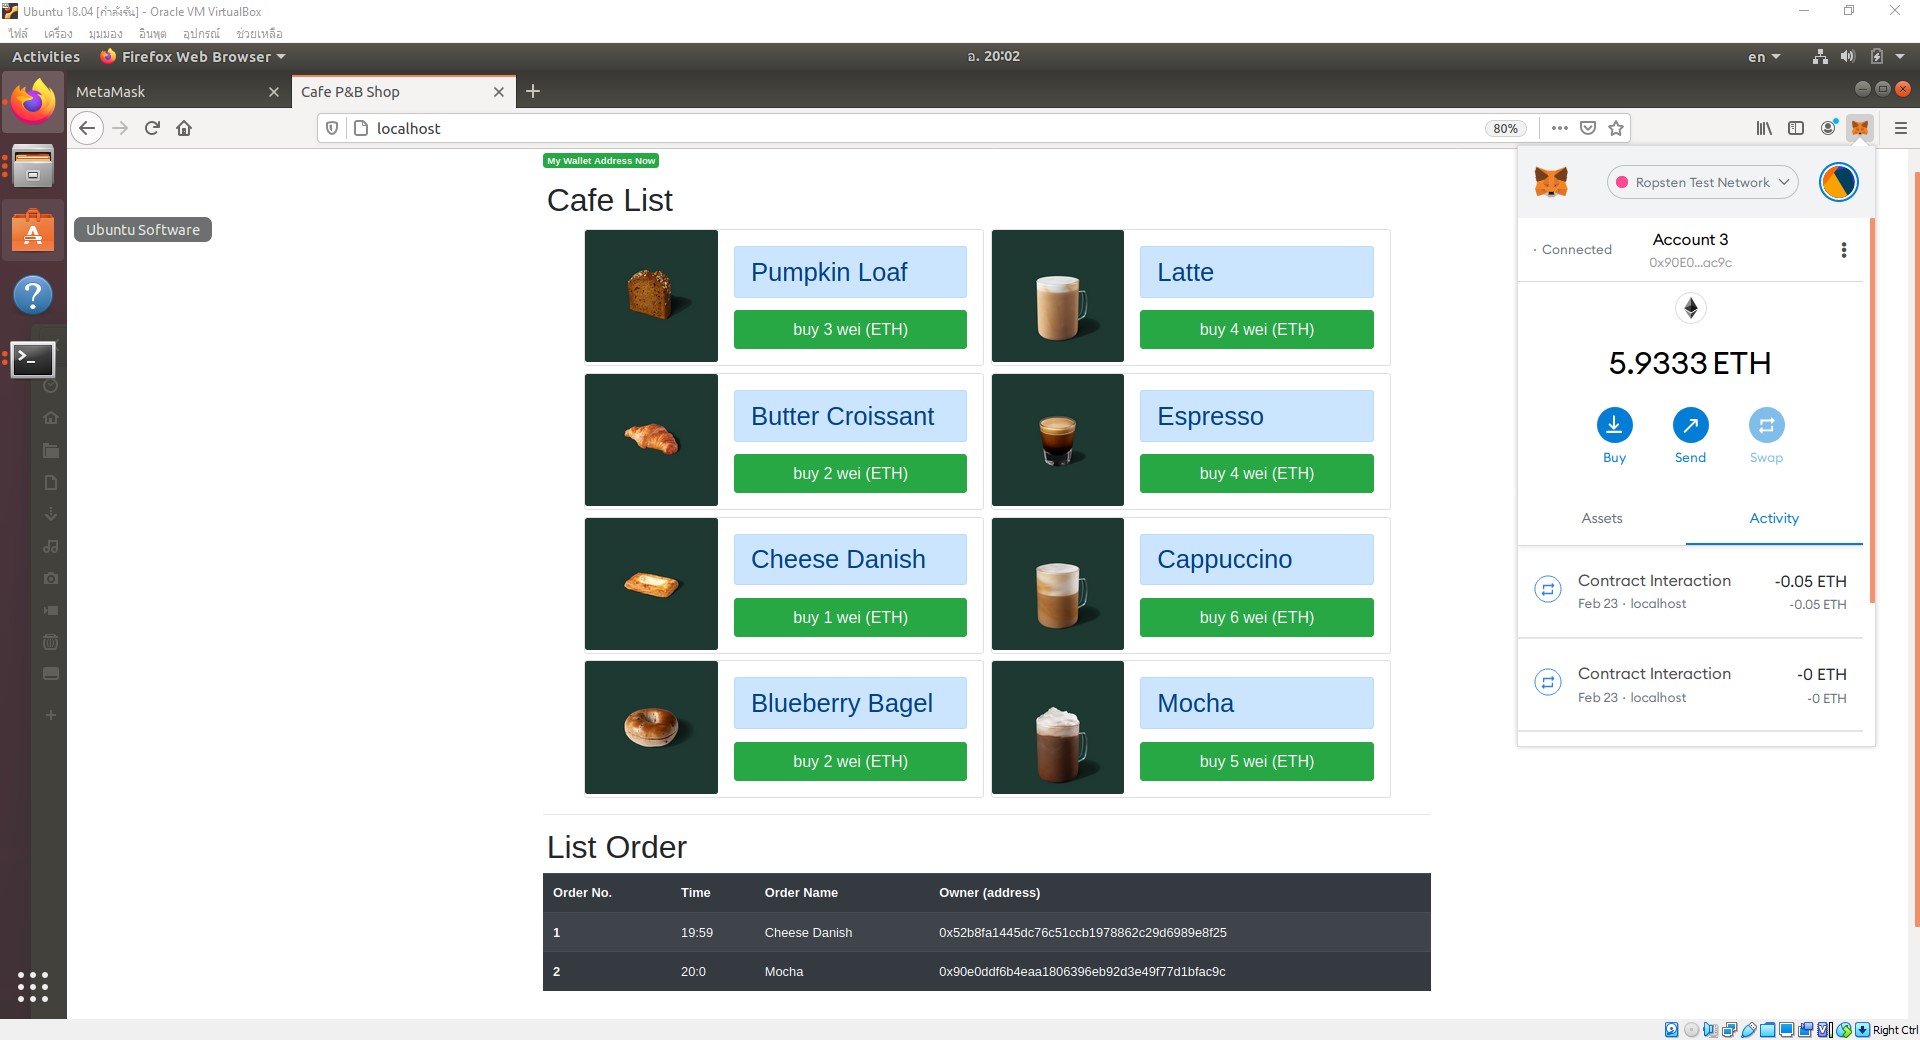 Ubuntu 18.04 [กำลังรัน] - Oracle VM VirtualBox
ไฟล์ เครื่อง มุมมอง อินพุต อุปกรณ์ ช่วยเหลือ
Activities Firefox Web Browser อ. 20:02 en
MetaMask Cafe P&B Shop
localhost 80%
Ubuntu Software
My Wallet Address Now
Cafe List
Pumpkin Loaf
buy 3 wei (ETH)
Latte
buy 4 wei (ETH)
Butter Croissant
buy 2 wei (ETH)
Espresso
buy 4 wei (ETH)
Cheese Danish
buy 1 wei (ETH)
Cappuccino
buy 6 wei (ETH)
Blueberry Bagel
buy 2 wei (ETH)
Mocha
buy 5 wei (ETH)
List Order
Order No. Time Order Name Owner (address)
1 19:59 Cheese Danish 0x52b8fa1445dc76c51ccb1978862c29d6989e8f25
2 20:0 Mocha 0x90e0ddf6b4eaa1806396eb92d3e49f77d1bfac9c
Ropsten Test Network
Connected
Account 3
0x90E0...ac9c
5.9333 ETH
Buy Send Swap
Assets Activity
Contract Interaction -0.05 ETH
Feb 23 · localhost -0.05 ETH
Contract Interaction -0 ETH
Feb 23 · localhost -0 ETH
Right Ctrl